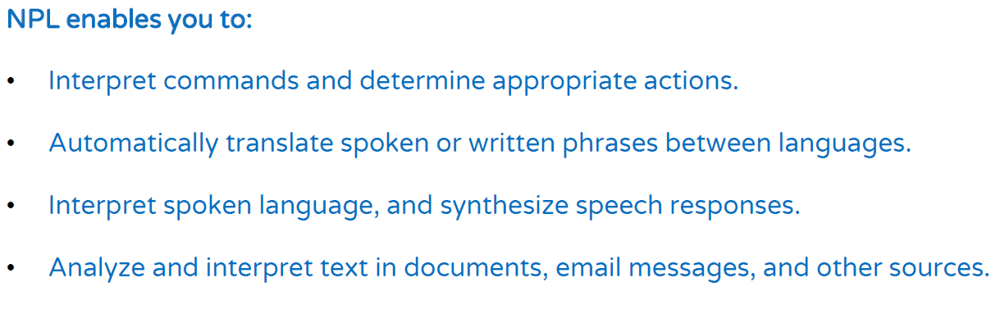 NPL enables you to:
• Interpret commands and determine appropriate actions.
• Automatically translate spoken or written phrases between languages.
• Interpret spoken language, and synthesize speech responses.
• Analyze and interpret text in documents, email messages, and other sources.